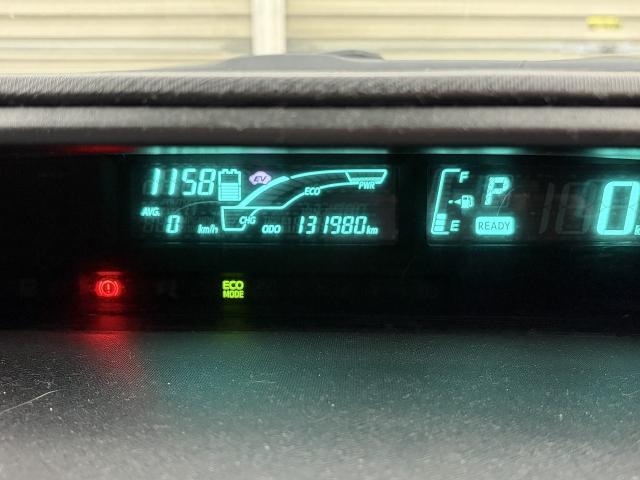 1158 EV ECO PWR F P 0
AVG. 0 km/h CHG ODO 131980 km E READY
ECO
MODE